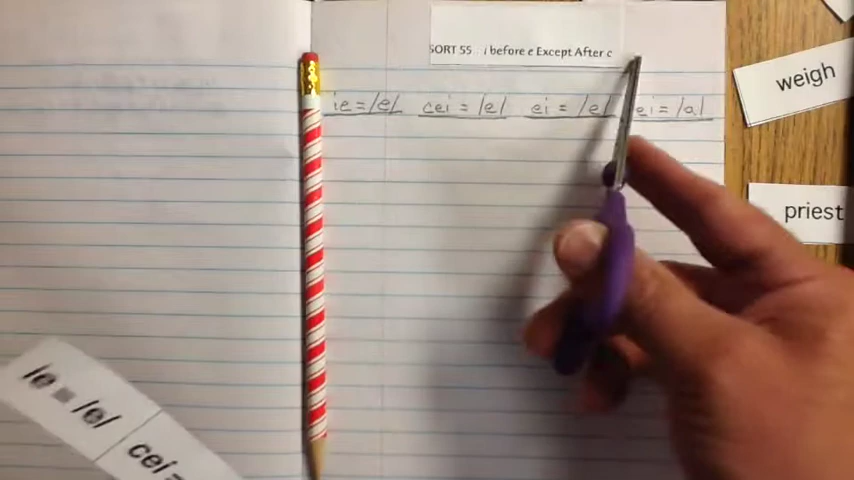 SORT 55 i before e Except After c
ie = /e/ cei = /e/ ei = /e/ ei = /a/
weigh
priest
ie = /e/
cei =